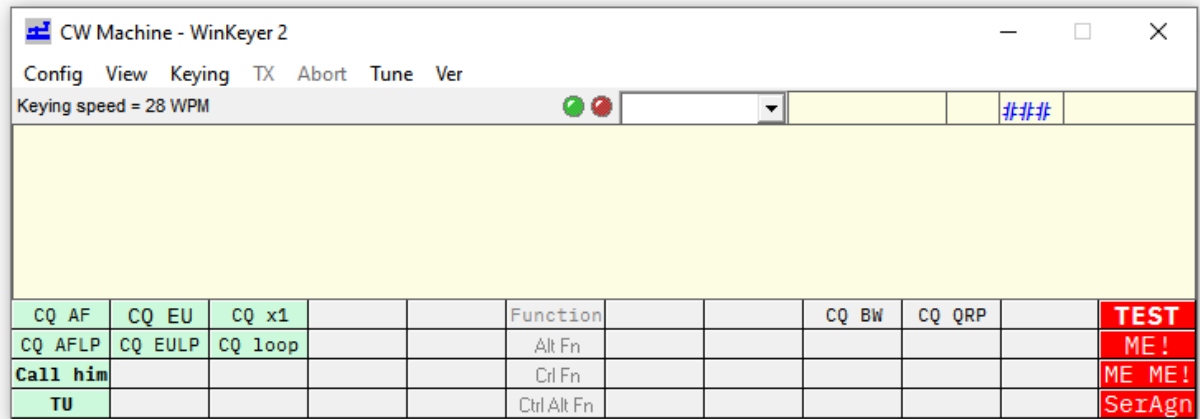 CW Machine - WinKeyer 2
Config View Keying TX Abort Tune Ver
Keying speed = 28 WPM ###
CQ AF CQ EU CQ x1 Function CQ BW CQ QRP TEST
CQ AFLP CQ EULP CQ loop Alt Fn ME!
Call him Crl Fn ME ME!
TU Ctrl Alt Fn SerAgn